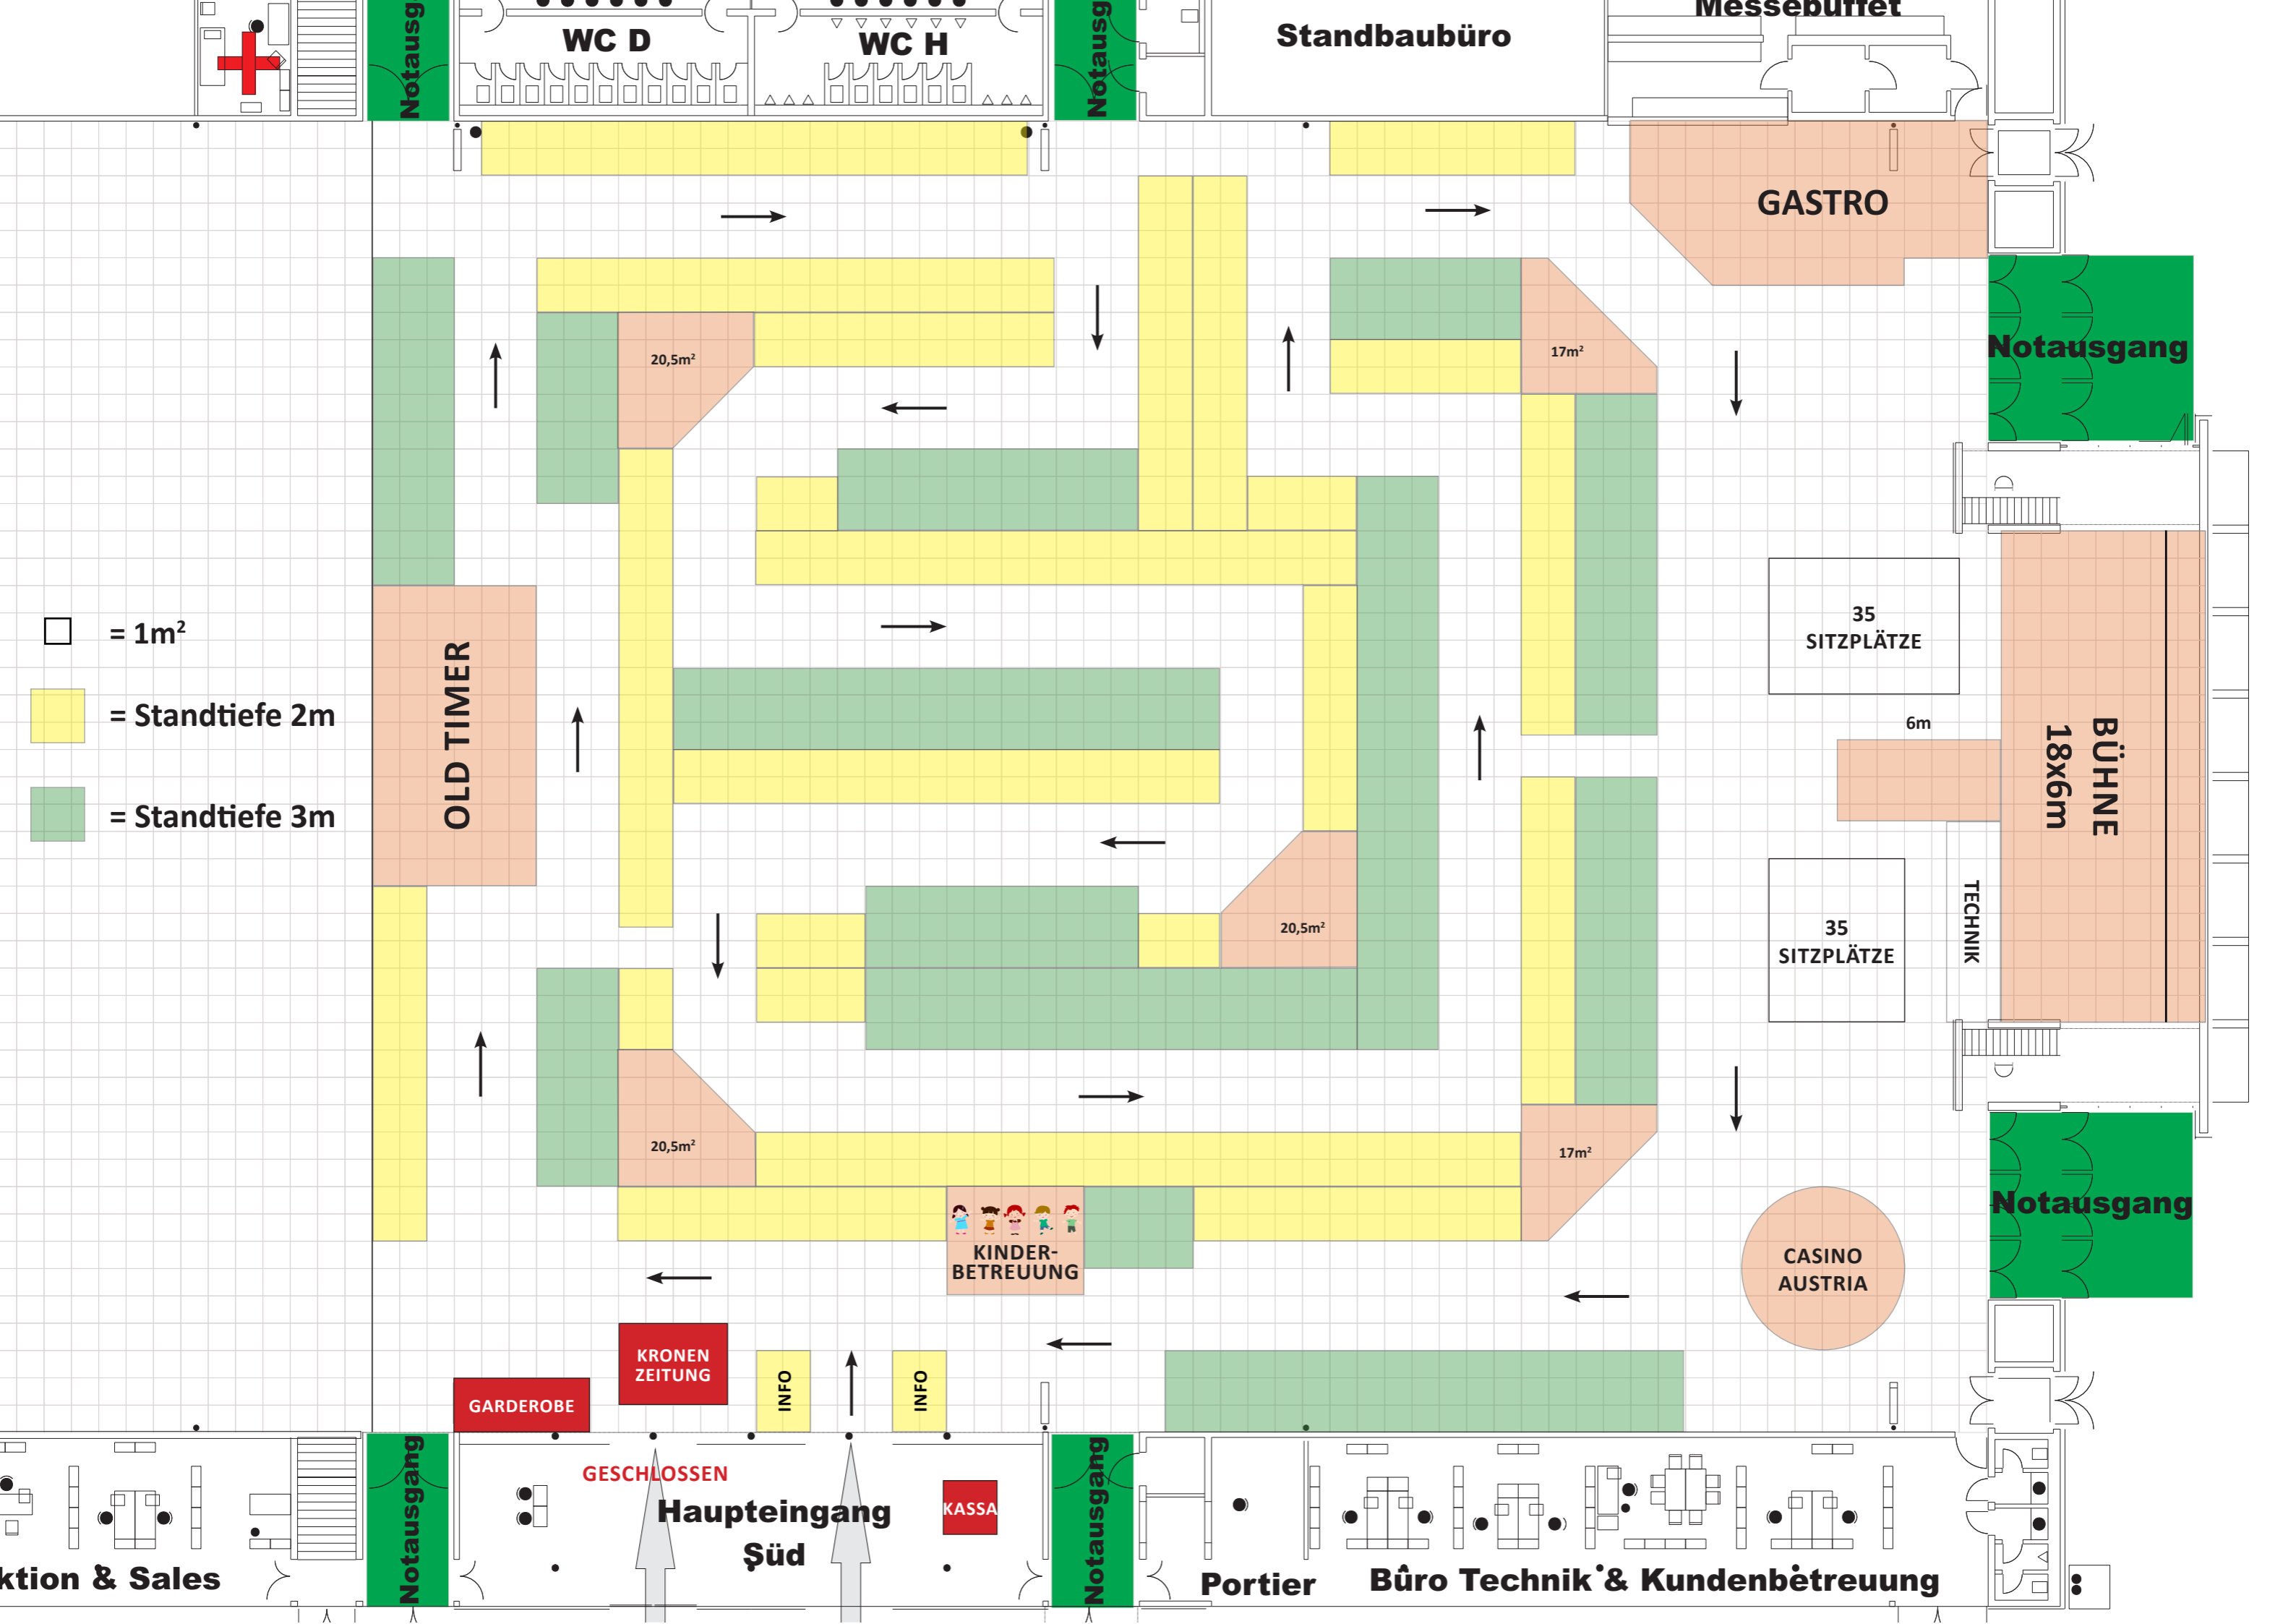 Messebuffet
WC D
WC H
Standbaubüro
Notausg
Notausg
GASTRO
20,5m²
17m²
Notausgang
= 1m²
= Standtiefe 2m
= Standtiefe 3m
OLD TIMER
35
SITZPLÄTZE
6m
BÜHNE
18x6m
35
SITZPLÄTZE
TECHNIK
20,5m²
20,5m²
17m²
Notausgang
KINDER-
BETREUUNG
CASINO
AUSTRIA
KRONEN
ZEITUNG
GARDEROBE
INFO
INFO
GESCHLOSSEN
Haupteingang
Süd
KASSA
Notausgang
Notausgang
ktion & Sales
Portier
Büro Technik & Kundenbetreuung